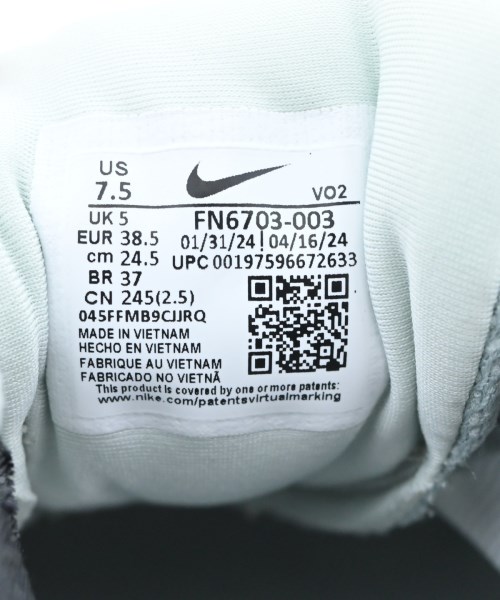 US
7.5
VO2
UK 5
FN6703-003
EUR 38.5
01/31/24 | 04/16/24
cm 24.5
UPC 00197596672633
BR 37
CN 245(2.5)
045FFMB9CJJRQ
MADE IN VIETNAM
HECHO EN VIETNAM
FABRIQUE AU VIETNAM
FABRICADO NO VIETNÃ
This product is covered by one or more patents:
www.nike.com/patentsvirtualmarking